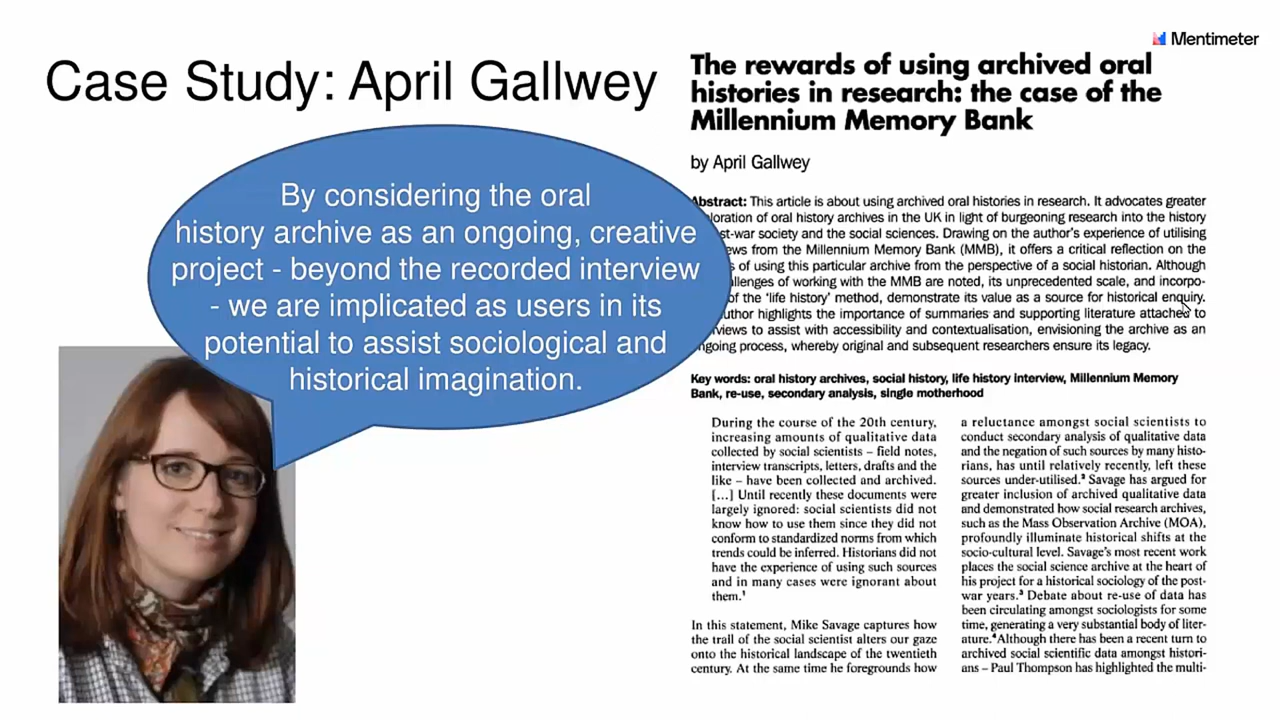 Mentimeter
Case Study: April Gallwey
By considering the oral
history archive as an ongoing, creative
project - beyond the recorded interview
- we are implicated as users in its
potential to assist sociological and
historical imagination.
The rewards of using archived oral
histories in research: the case of the
Millennium Memory Bank
by April Gallwey
Abstract: This article is about using archived oral histories in research. It advocates greater
loration of oral history archives in the UK in light of burgeoning research into the history
st-war society and the social sciences. Drawing on the author's experience of utilising
ews from the Millennium Memory Bank (MMB), it offers a critical reflection on the
s of using this particular archive from the perspective of a social historian. Although
llenges of working with the MMB are noted, its unprecedented scale, and incorpo-
of the 'life history' method, demonstrate its value as a source for historical enquiry.
uthor highlights the importance of summaries and supporting literature attached to
views to assist with accessibility and contextualisation, envisioning the archive as an
ngoing process, whereby original and subsequent researchers ensure its legacy.
Key words: oral history archives, social history, life history interview, Millennium Memory
Bank, re-use, secondary analysis, single motherhood
During the course of the 20th century,
increasing amounts of qualitative data
collected by social scientists – field notes,
interview transcripts, letters, drafts and the
like – have been collected and archived.
[...] Until recently these documents were
largely ignored: social scientists did not
know how to use them since they did not
conform to standardized norms from which
trends could be inferred. Historians did not
have the experience of using such sources
and in many cases were ignorant about
them.¹
In this statement, Mike Savage captures how
the trail of the social scientist alters our gaze
onto the historical landscape of the twentieth
century. At the same time he foregrounds how
a reluctance amongst social scientists to
conduct secondary analysis of qualitative data
and the negation of such sources by many histo-
rians, has until relatively recently, left these
sources under-utilised.² Savage has argued for
greater inclusion of archived qualitative data
and demonstrated how social research archives,
such as the Mass Observation Archive (MOA),
profoundly illuminate historical shifts at the
socio-cultural level. Savage's most recent work
places the social science archive at the heart of
his project for a historical sociology of the post-
war years.³ Debate about re-use of data has
been circulating amongst sociologists for some
time, generating a very substantial body of liter-
ature.⁴Although there has been a recent turn to
archived social scientific data amongst histori-
ans – Paul Thompson has highlighted the multi-